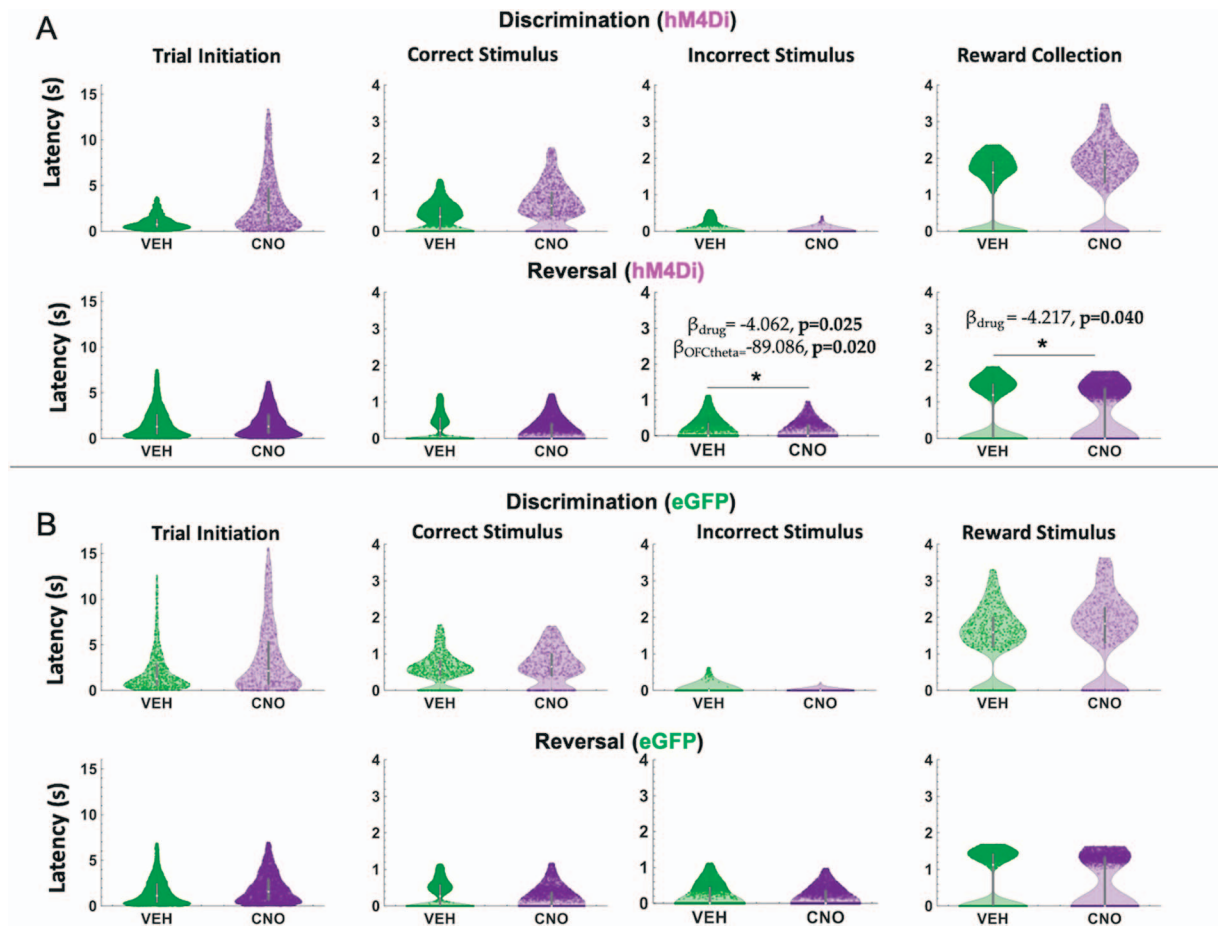 A
Discrimination (hM4Di)
Trial Initiation
Correct Stimulus
Incorrect Stimulus
Reward Collection
Latency (s)
15
10
5
0
VEH
CNO
4
3
2
1
0
VEH
CNO
4
3
2
1
0
VEH
CNO
4
3
2
1
0
VEH
CNO
Reversal (hM4Di)
Latency (s)
15
10
5
0
VEH
CNO
4
3
2
1
0
VEH
CNO
4
3
2
1
0
βdrug= -4.062, p=0.025
βOFCtheta=-89.086, p=0.020
*
VEH
CNO
4
3
2
1
0
βdrug= -4.217, p=0.040
*
VEH
CNO
B
Discrimination (eGFP)
Trial Initiation
Correct Stimulus
Incorrect Stimulus
Reward Stimulus
Latency (s)
15
10
5
0
VEH
CNO
4
3
2
1
0
VEH
CNO
4
3
2
1
0
VEH
CNO
4
3
2
1
0
VEH
CNO
Reversal (eGFP)
Latency (s)
15
10
5
0
VEH
CNO
4
3
2
1
0
VEH
CNO
4
3
2
1
0
VEH
CNO
4
3
2
1
0
VEH
CNO